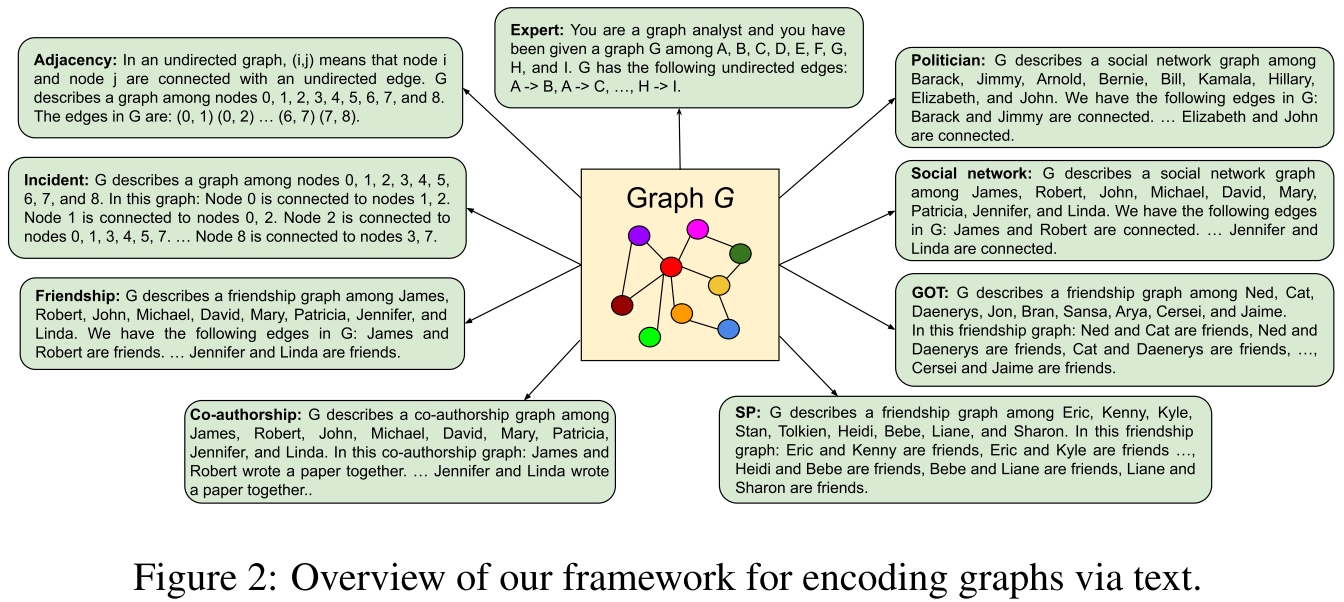 Adjacency: In an undirected graph, (i,j) means that node i
and node j are connected with an undirected edge. G
describes a graph among nodes 0, 1, 2, 3, 4, 5, 6, 7, and 8.
The edges in G are: (0, 1) (0, 2) … (6, 7) (7, 8).
Expert: You are a graph analyst and you have
been given a graph G among A, B, C, D, E, F, G,
H, and I. G has the following undirected edges:
A -> B, A -> C, …, H -> I.
Politician: G describes a social network graph among
Barack, Jimmy, Arnold, Bernie, Bill, Kamala, Hillary,
Elizabeth, and John. We have the following edges in G:
Barack and Jimmy are connected. … Elizabeth and John
are connected.
Incident: G describes a graph among nodes 0, 1, 2, 3, 4, 5,
6, 7, and 8. In this graph: Node 0 is connected to nodes 1, 2.
Node 1 is connected to nodes 0, 2. Node 2 is connected to
nodes 0, 1, 3, 4, 5, 7. … Node 8 is connected to nodes 3, 7.
Graph G
Social network: G describes a social network graph
among James, Robert, John, Michael, David, Mary,
Patricia, Jennifer, and Linda. We have the following edges
in G: James and Robert are connected. … Jennifer and
Linda are connected.
Friendship: G describes a friendship graph among James,
Robert, John, Michael, David, Mary, Patricia, Jennifer, and
Linda. We have the following edges in G: James and
Robert are friends. … Jennifer and Linda are friends.
GOT: G describes a friendship graph among Ned, Cat,
Daenerys, Jon, Bran, Sansa, Arya, Cersei, and Jaime.
In this friendship graph: Ned and Cat are friends, Ned and
Daenerys are friends, Cat and Daenerys are friends, …,
Cersei and Jaime are friends.
Co-authorship: G describes a co-authorship graph among
James, Robert, John, Michael, David, Mary, Patricia,
Jennifer, and Linda. In this co-authorship graph: James and
Robert wrote a paper together. … Jennifer and Linda wrote
a paper together..
SP: G describes a friendship graph among Eric, Kenny, Kyle,
Stan, Tolkien, Heidi, Bebe, Liane, and Sharon. In this friendship
graph: Eric and Kenny are friends, Eric and Kyle are friends …,
Heidi and Bebe are friends, Bebe and Liane are friends, Liane and
Sharon are friends.
Figure 2: Overview of our framework for encoding graphs via text.